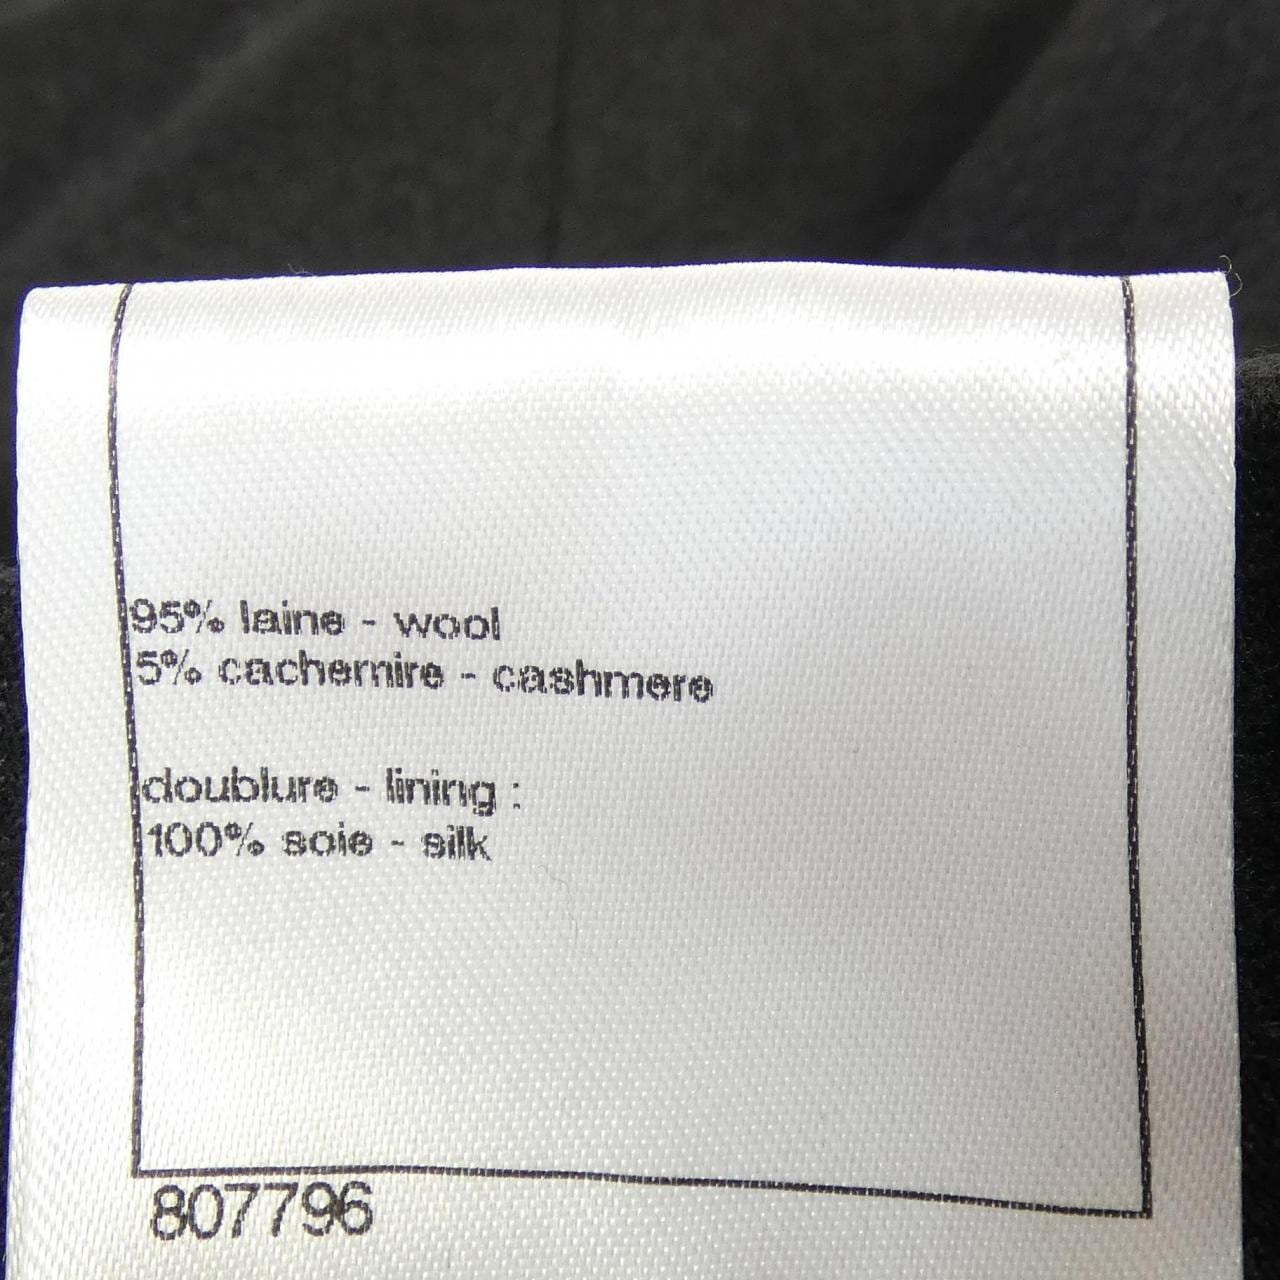 95% laine - wool
5% cachemire - cashmere
doublure - lining :
100% soie - silk
807796